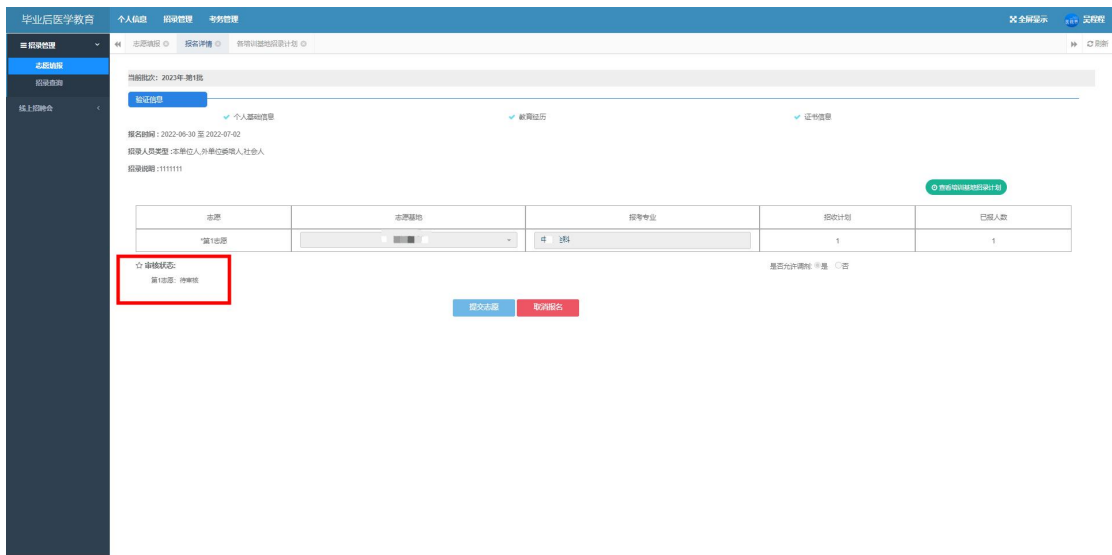 毕业后医学教育 个人信息 招录管理 考务管理 全屏显示 吴程程
招录管理 志愿填报 报名详情 各培训基地招录计划 刷新
志愿填报
当前批次：2023年-第1批
招录查询
验证信息
线上招聘会
个人基础信息 教育经历 证书信息
报名时间：2022-06-30 至 2022-07-02
招录人员类型：本单位人,外单位委培人,社会人
招录说明：1111111
查看培训基地招录计划
志愿 志愿基地 报考专业 招收计划 已报人数
*第1志愿 1 1
审核状态： 是否允许调剂 是 否
第1志愿：待审核
提交志愿 取消报名